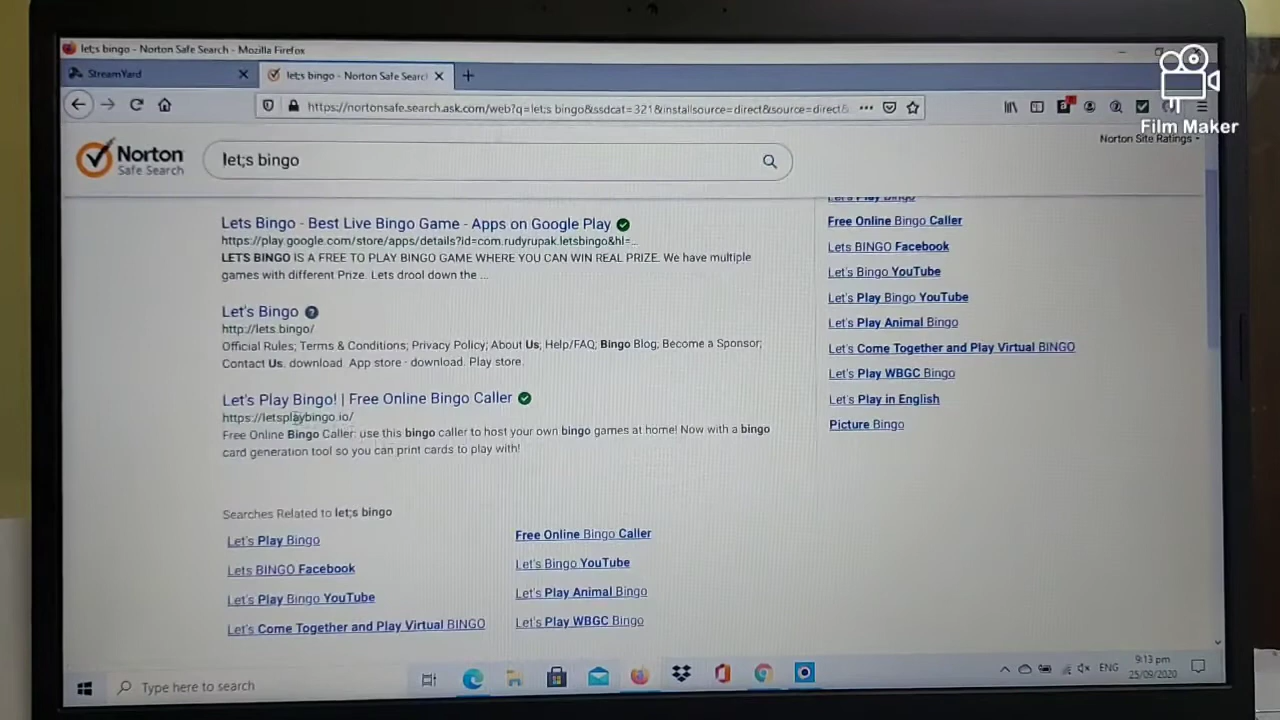 let;s bingo - Norton Safe Search - Mozilla Firefox
StreamYard
let;s bingo - Norton Safe Searc
https://nortonsafe.search.ask.com/web?q=let;s bingo&ssdcat=321&installsource=direct&source=direct&
Film Maker
Norton Site Ratings
Norton
Safe Search
let;s bingo
Let's Play Bingo
Lets Bingo - Best Live Bingo Game - Apps on Google Play
https://play.google.com/store/apps/details?id=com.rudyrupak.letsbingo&hl=...
LETS BINGO IS A FREE TO PLAY BINGO GAME WHERE YOU CAN WIN REAL PRIZE. We have multiple
games with different Prize. Lets drool down the ...
Let's Bingo
http://lets.bingo/
Official Rules; Terms & Conditions; Privacy Policy; About Us; Help/FAQ; Bingo Blog; Become a Sponsor;
Contact Us. download. App store - download. Play store.
Let's Play Bingo! | Free Online Bingo Caller
https://letsplaybingo.io/
Free Online Bingo Caller: use this bingo caller to host your own bingo games at home! Now with a bingo
card generation tool so you can print cards to play with!
Free Online Bingo Caller
Lets BINGO Facebook
Let's Bingo YouTube
Let's Play Bingo YouTube
Let's Play Animal Bingo
Let's Come Together and Play Virtual BINGO
Let's Play WBGC Bingo
Let's Play in English
Picture Bingo
Searches Related to let;s bingo
Let's Play Bingo
Lets BINGO Facebook
Let's Play Bingo YouTube
Let's Come Together and Play Virtual BINGO
Free Online Bingo Caller
Let's Bingo YouTube
Let's Play Animal Bingo
Let's Play WBGC Bingo
Type here to search
ENG
9:13 pm
25/09/2020